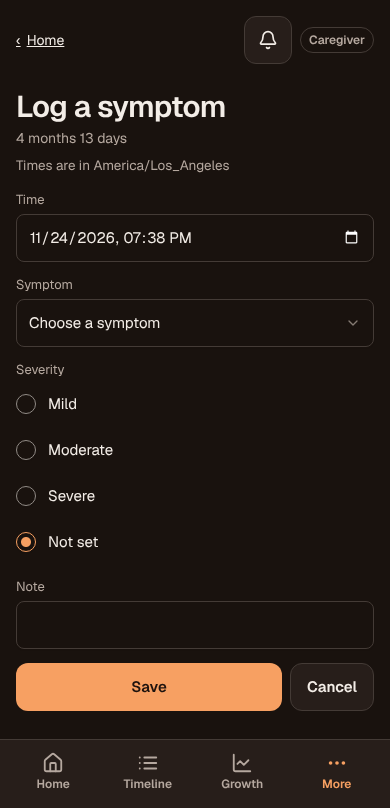 ‹ Home
Caregiver
Log a symptom
4 months 13 days
Times are in America/Los_Angeles
Time
11/24/2026, 07:38 PM
Symptom
Choose a symptom
Severity
Mild
Moderate
Severe
Not set
Note
Save
Cancel
Home
Timeline
Growth
More